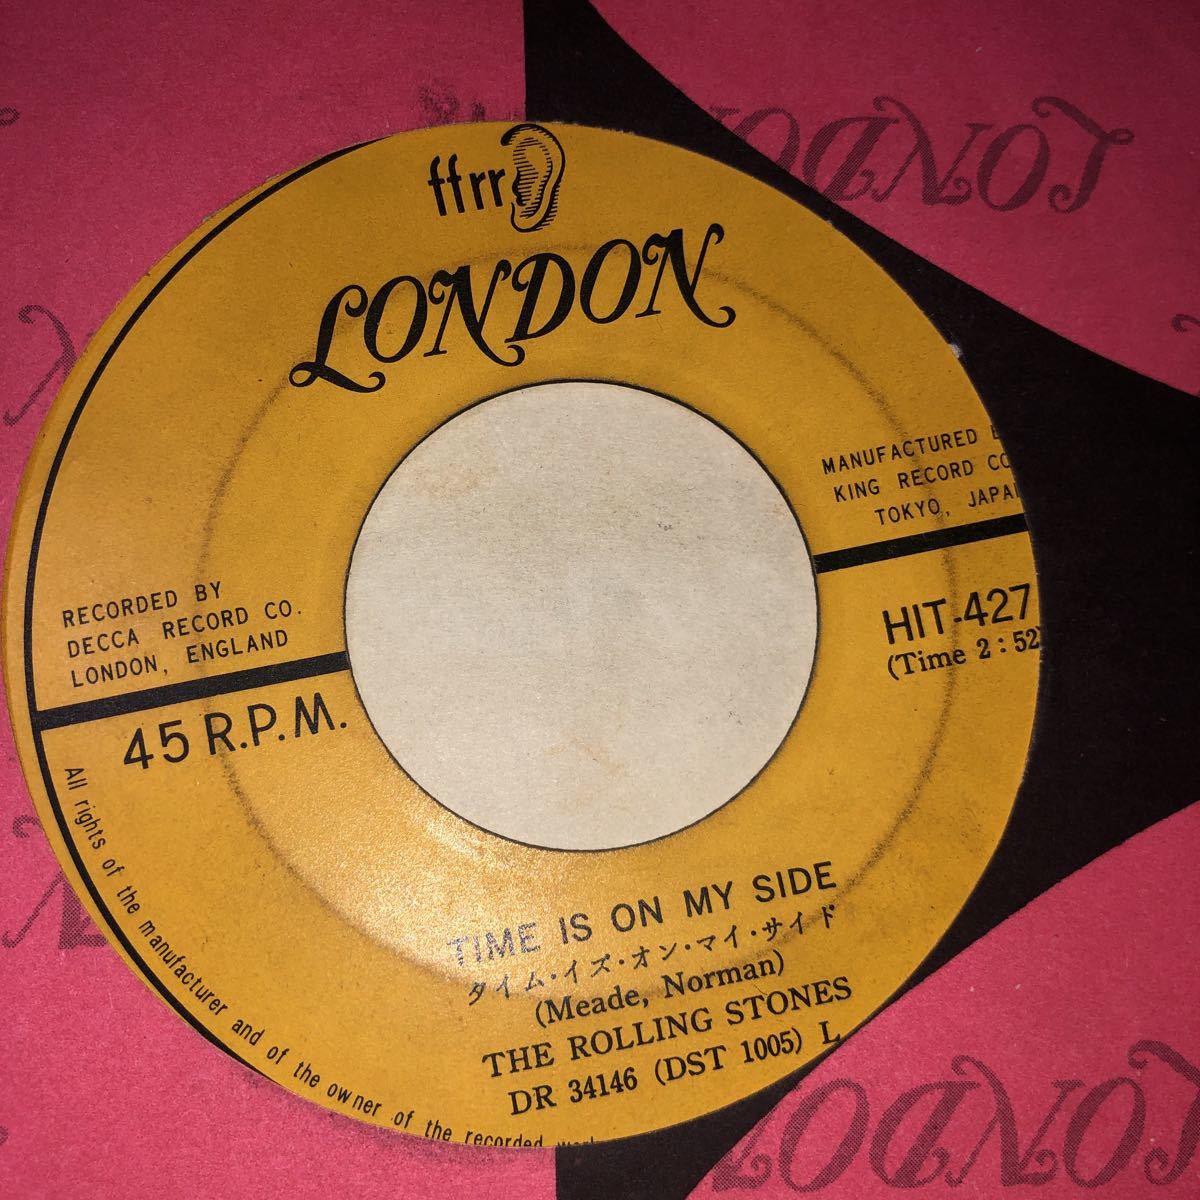 ffrr
LONDON
MANUFACTURED
KING RECORD CO
TOKYO, JAPAN
RECORDED BY
DECCA RECORD CO.
LONDON, ENGLAND
45 R.P.M.
HIT-427
(Time 2:52)
TIME IS ON MY SIDE
タイム・イズ・オン・マイ・サイド
(Meade, Norman)
THE ROLLING STONES
DR 34146 (DST 1005) L
All rights of the manufacturer and of the owner of the recorded work
LONDON
LONDON